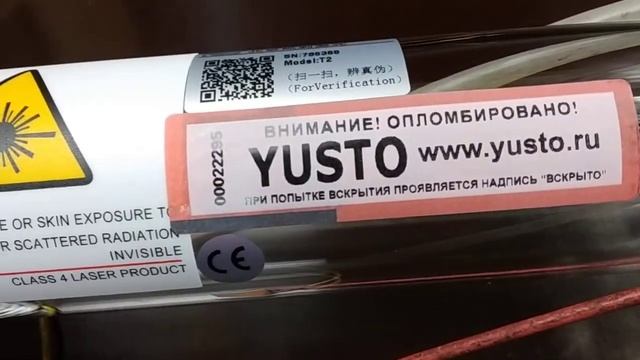 SN:786388
Model:T2
(扫一扫，辨真伪)
(ForVerification)
00022295
ВНИМАНИЕ! ОПЛОМБИРОВАНО!
YUSTO www.yusto.ru
ПРИ ПОПЫТКЕ ВСКРЫТИЯ ПРОЯВЛЯЕТСЯ НАДПИСЬ "ВСКРЫТО"
OR SKIN EXPOSURE TO
SCATTERED RADIATION
INVISIBLE
CLASS 4 LASER PRODUCT
CE